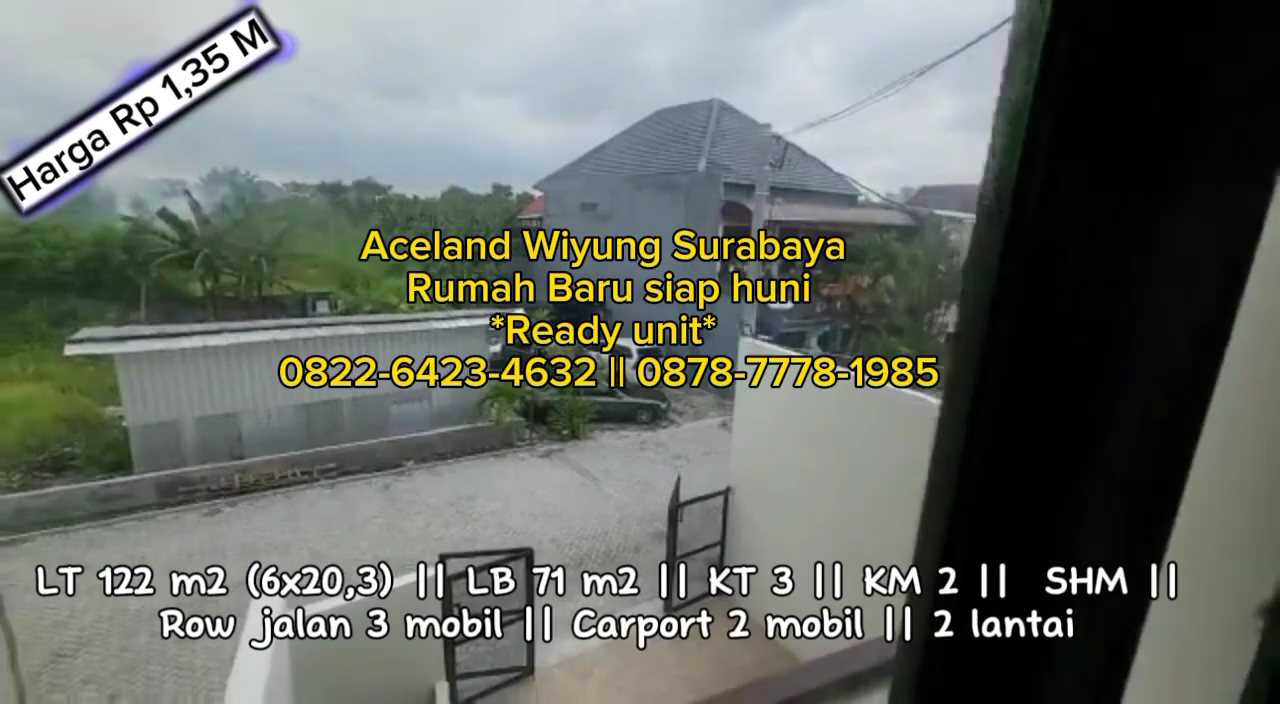 Harga Rp 1,35 M
Aceland Wiyung Surabaya
Rumah Baru siap huni
*Ready unit*
0822-6423-4632 || 0878-7778-1985
LT 122 m2 (6x20,3) || LB 71 m2 || KT 3 || KM 2 || SHM ||
Row jalan 3 mobil || Carport 2 mobil || 2 lantai